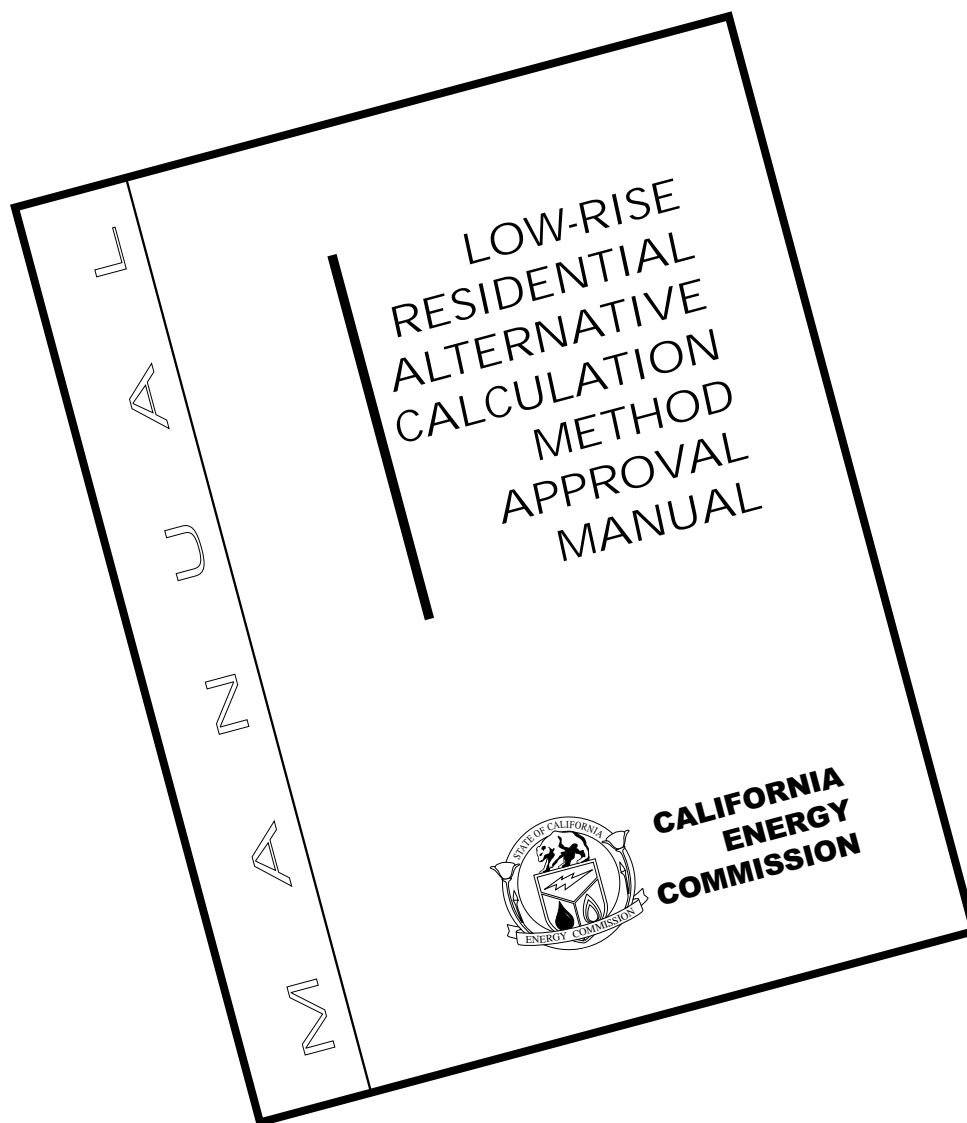 MANUAL
LOW-RISE
RESIDENTIAL
ALTERNATIVE
CALCULATION
METHOD
APPROVAL
MANUAL
STATE OF CALIFORNIA
ENERGY COMMISSION
CALIFORNIA
ENERGY
COMMISSION